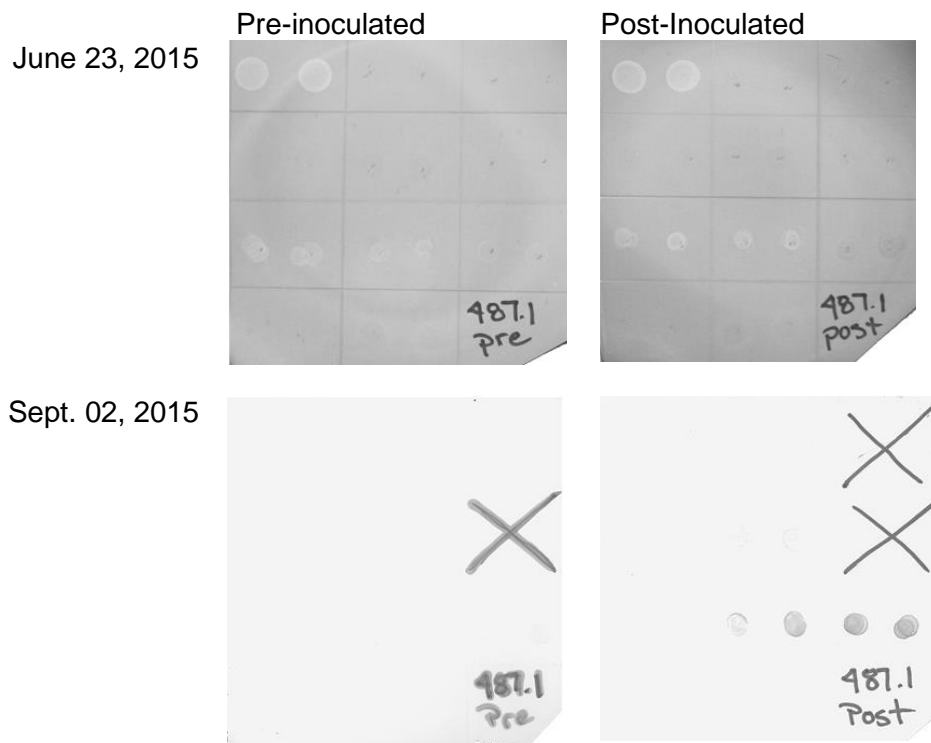 Pre-inoculated
Post-Inoculated
June 23, 2015
487.1
pre
487.1
post
Sept. 02, 2015
487.1
Pre
487.1
Post